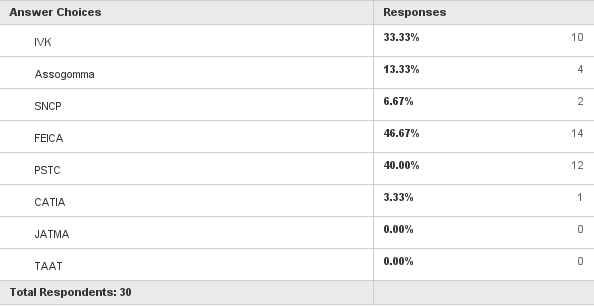 Answer Choices Responses
IVK 33.33% 10
Assogomma 13.33% 4
SNCP 6.67% 2
FEICA 46.67% 14
PSTC 40.00% 12
CATIA 3.33% 1
JATMA 0.00% 0
TAAT 0.00% 0
Total Respondents: 30